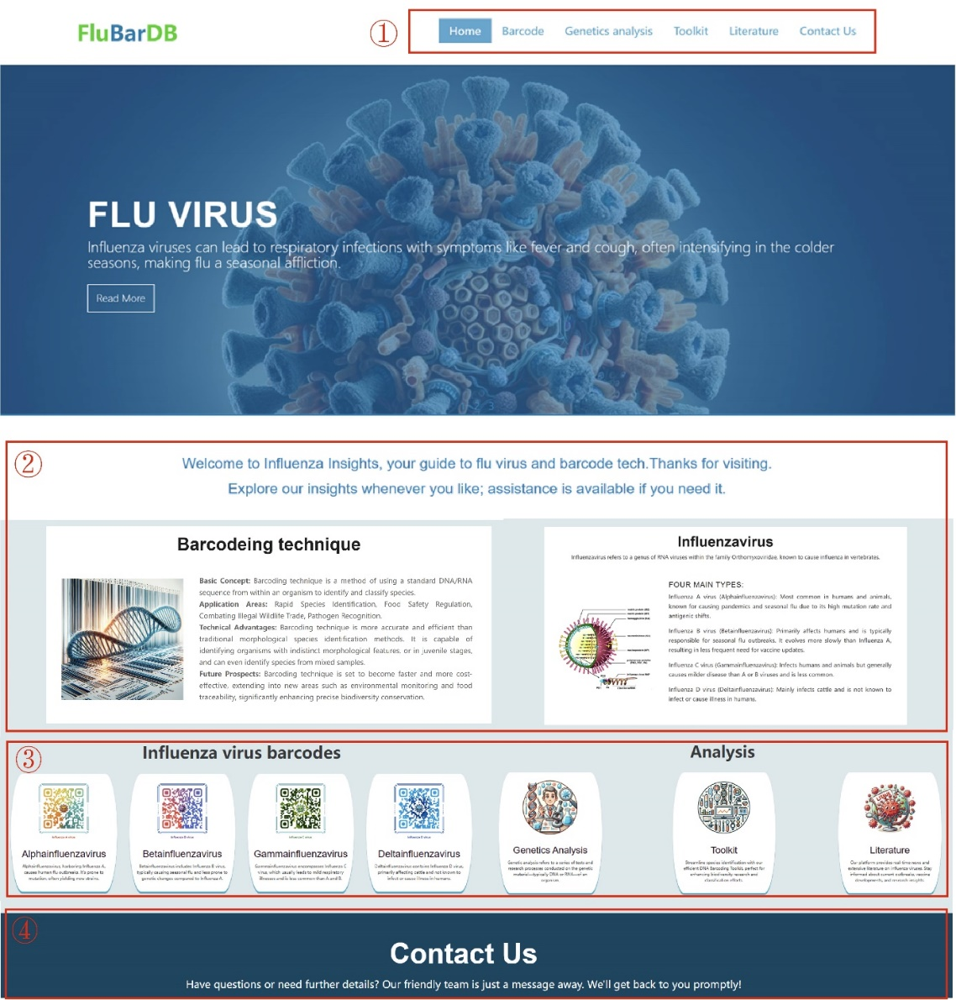 FluBarDB
①
Home Barcode Genetics analysis Toolkit Literature Contact Us
FLU VIRUS
Influenza viruses can lead to respiratory infections with symptoms like fever and cough, often intensifying in the colder
seasons, making flu a seasonal affliction.
Read More
2 3
②
Welcome to Influenza Insights, your guide to flu virus and barcode tech.Thanks for visiting.
Explore our insights whenever you like; assistance is available if you need it.
Barcodeing technique
Basic Concept: Barcoding technique is a method of using a standard DNA/RNA
sequence from within an organism to identify and classify species.
Application Areas: Rapid Species Identification, Food Safety Regulation,
Combating Illegal Wildlife Trade, Pathogen Recognition.
Technical Advantages: Barcoding technique is more accurate and efficient than
traditional morphological species identification methods. It is capable of
identifying organisms with indistinct morphological features, or in juvenile stages,
and can even identify species from mixed samples.
Future Prospects: Barcoding technique is set to become faster and more cost-
effective, extending into new areas such as environmental monitoring and food
traceability, significantly enhancing precise biodiversity conservation.
Influenzavirus
Influenzavirus refers to a genus of RNA viruses within the family Orthomyxoviridae, known to cause influenza in vertebrates.
FOUR MAIN TYPES:
Influenza A virus (Alphainfluenzavirus): Most common in humans and animals,
known for causing pandemics and seasonal flu due to its high mutation rate and
antigenic shifts.
Influenza B virus (Betainfluenzavirus): Primarily affects humans and is typically
responsible for seasonal flu outbreaks. It evolves more slowly than Influenza A,
resulting in less frequent need for vaccine updates.
Influenza C virus (Gammainfluenzavirus): Infects humans and animals but generally
causes milder disease than A or B viruses and is less common.
Influenza D virus (Deltainfluenzavirus): Mainly infects cattle and is not known to
infect or cause illness in humans.
③
Influenza virus barcodes
Analysis
Influenza A virus
Alphainfluenzavirus
Alphainfluenzavirus, harboring Influenza A,
causes human flu outbreaks. It's prone to
mutation, often yielding new strains.
Influenza B virus
Betainfluenzavirus
Betainfluenzavirus includes Influenza B virus,
typically causing seasonal flu and less prone to
genetic changes compared to Influenza A.
Influenza C virus
Gammainfluenzavirus
Gammainfluenzavirus encompasses Influenza C
virus, which usually leads to mild respiratory
illnesses and is less common than A and B.
Influenza D virus
Deltainfluenzavirus
Deltainfluenzavirus contains Influenza D virus,
primarily affecting cattle and not known to
infect or cause illness in humans.
Genetics Analysis
Genetic analysis refers to a series of tests and
research processes conducted on the genetic
material—typically DNA or RNA—of an
organism.
Toolkit
Streamline species identification with our
efficient DNA Barcoding Toolkit, perfect for
enhancing biodiversity research and
classification efforts.
Literature
Our platform provides real-time news and
extensive literature on influenza viruses. Stay
informed about current outbreaks, vaccine
developments, and research insights.
④
Contact Us
Have questions or need further details? Our friendly team is just a message away. We'll get back to you promptly!